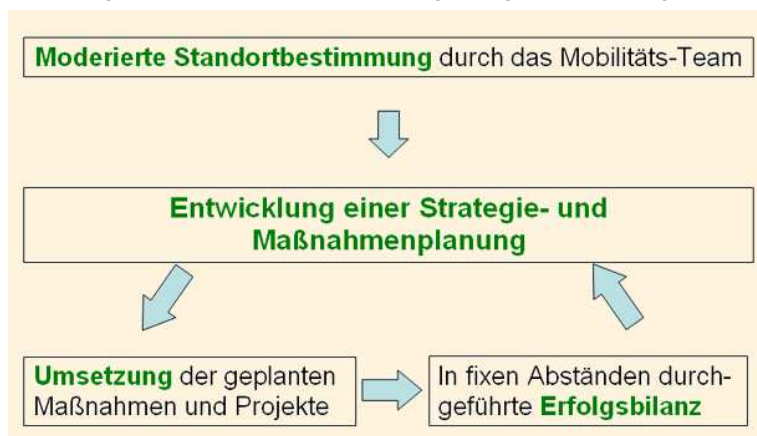 Moderierte Standortbestimmung durch das Mobilitäts-Team
Entwicklung einer Strategie- und
Maßnahmenplanung
Umsetzung der geplanten
Maßnahmen und Projekte
In fixen Abständen durch-
geführte Erfolgsbilanz